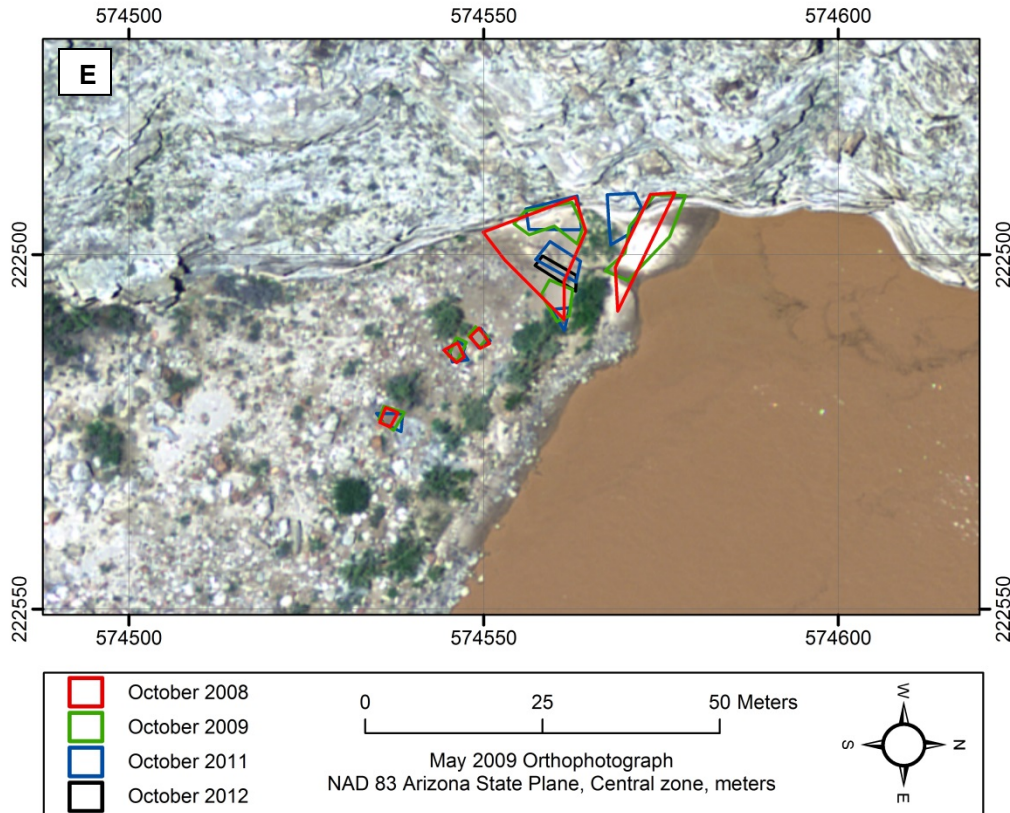 574500 574550 574600
E
222500 222500
222550 222550
574500 574550 574600
October 2008
October 2009
October 2011
October 2012
0 25 50 Meters
May 2009 Orthophotograph
NAD 83 Arizona State Plane, Central zone, meters
W
S N
E